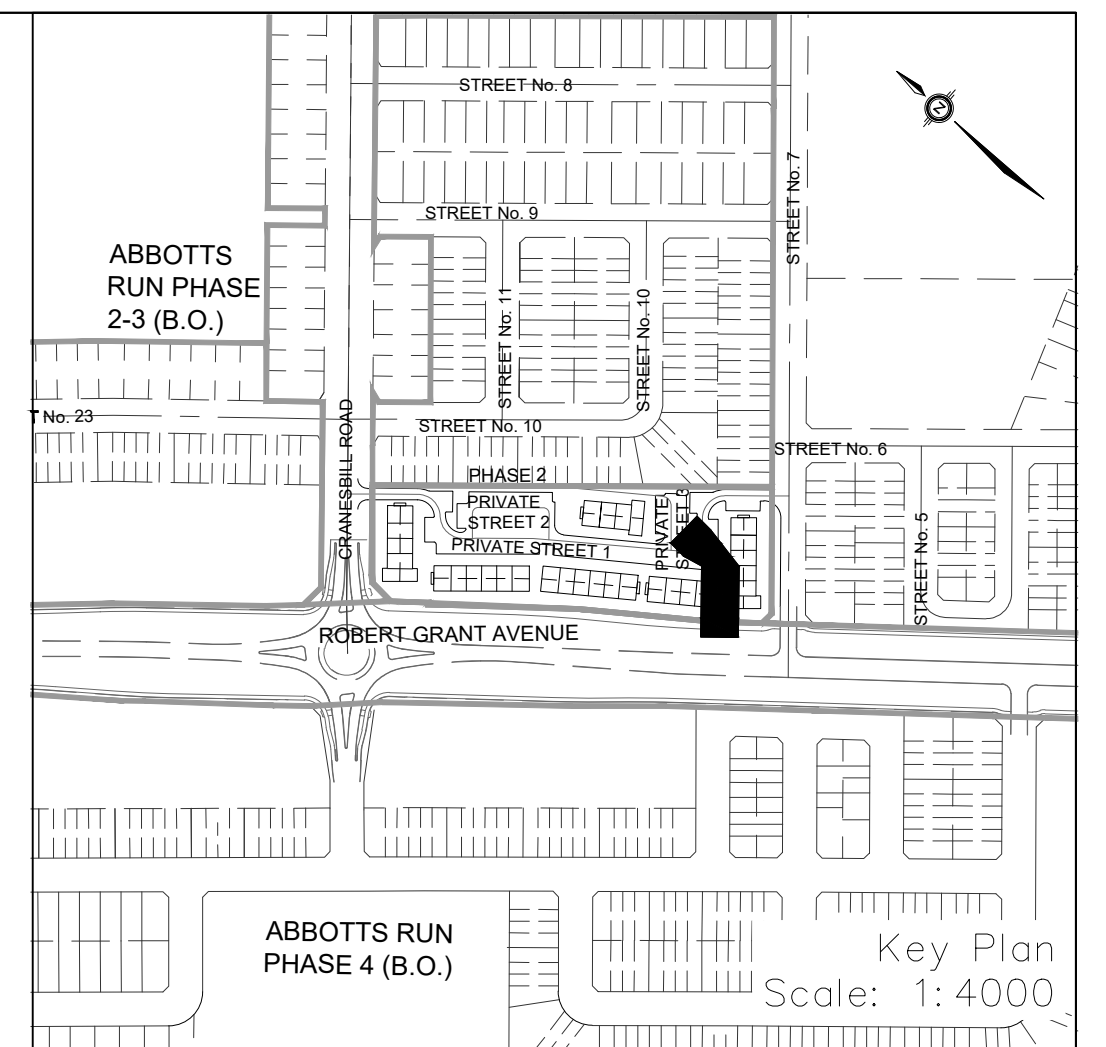 STREET No. 8
N
STREET No. 7
STREET No. 9
ABBOTTS
RUN PHASE
2-3 (B.O.)
STREET No. 11
STREET No. 10
T No. 23
CRANESBILL ROAD
STREET No. 10
STREET No. 6
PHASE 2
PRIVATE
STREET 2
PRIVATE
STREET 3
PRIVATE STREET 1
STREET No. 5
ROBERT GRANT AVENUE
ABBOTTS RUN
PHASE 4 (B.O.)
Key Plan
Scale: 1:4000